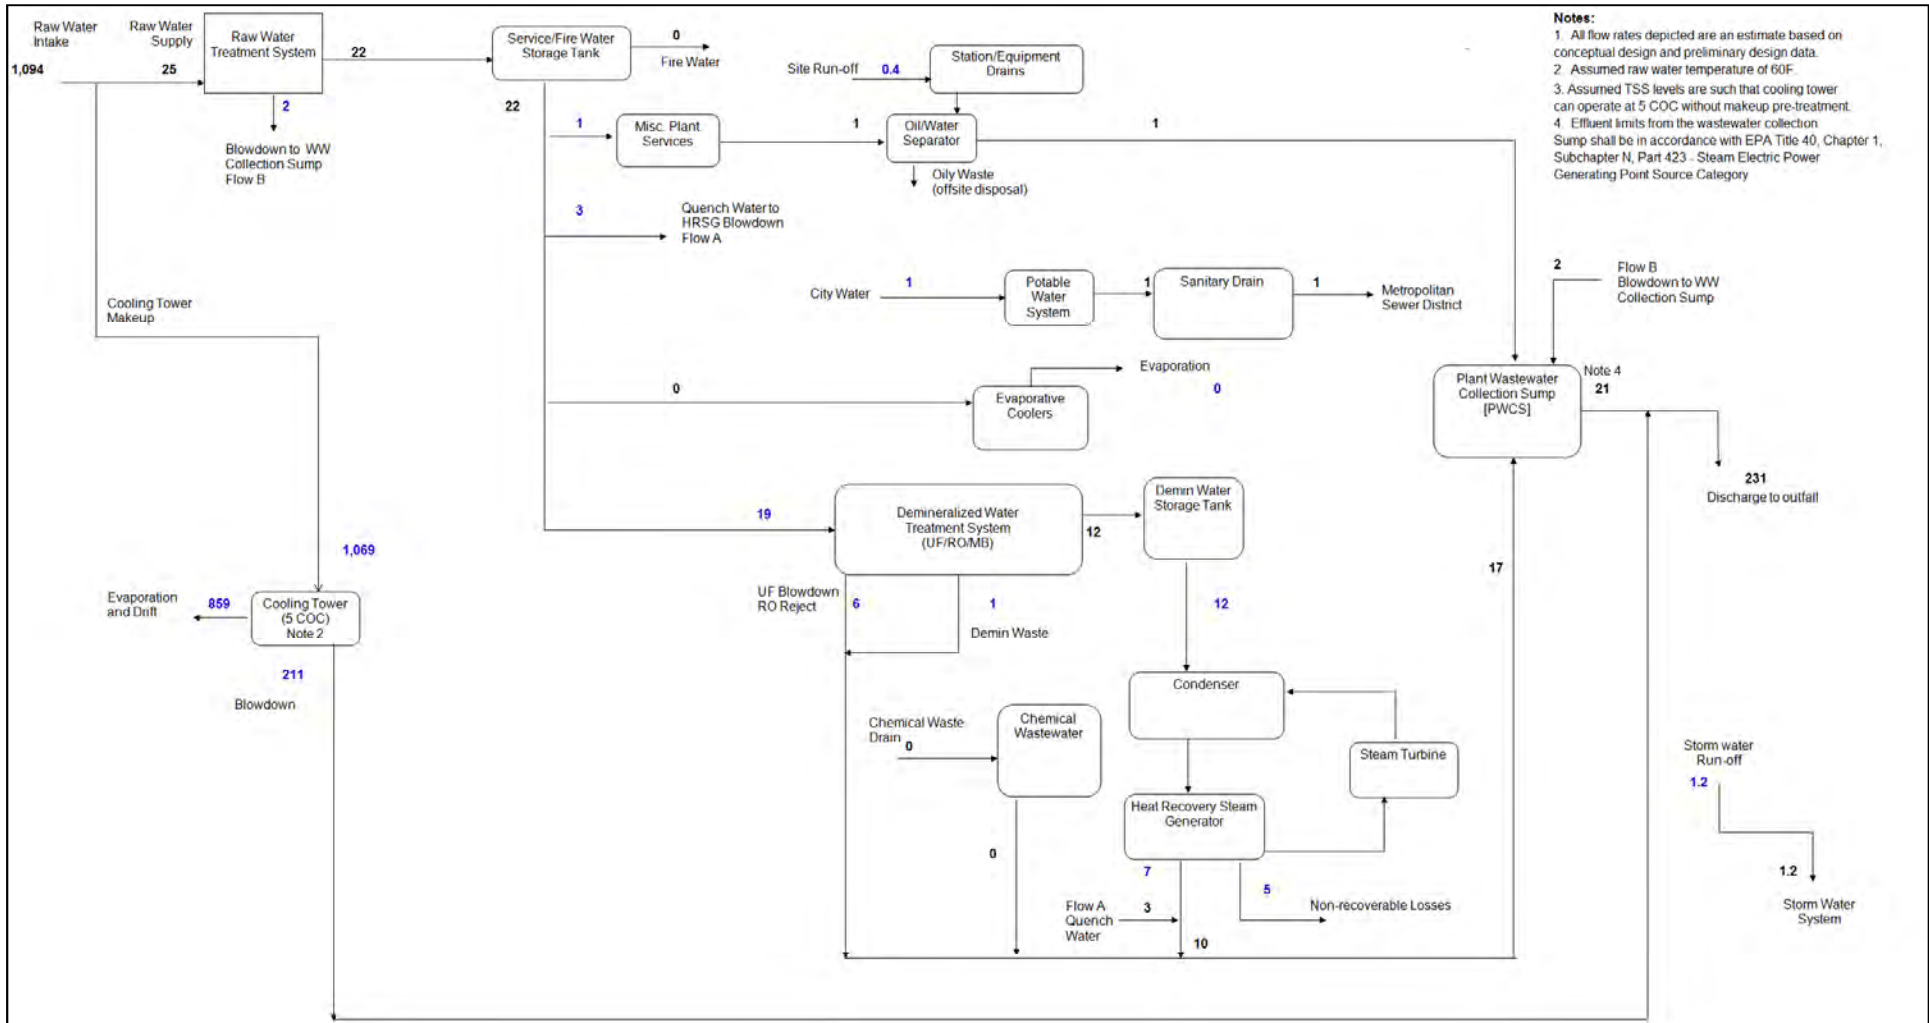 Raw Water
Intake
Raw Water
Supply
1,094
25
Raw Water
Treatment System
22
2
Blowdown to WW
Collection Sump
Flow B
Service/Fire Water
Storage Tank
0
Fire Water
22
Site Run-off
0.4
Station/Equipment
Drains
1
Misc. Plant
Services
1
Oil/Water
Separator
1
Oily Waste
(offsite disposal)
3
Quench Water to
HRSG Blowdown
Flow A
City Water
1
Potable
Water
System
1
Sanitary Drain
1
Metropolitan
Sewer District
0
Evaporative
Coolers
Evaporation
0
Notes:
1. All flow rates depicted are an estimate based on
conceptual design and preliminary design data.
2. Assumed raw water temperature of 60F.
3. Assumed TSS levels are such that cooling tower
can operate at 5 COC without makeup pre-treatment.
4. Effluent limits from the wastewater collection
Sump shall be in accordance with EPA Title 40, Chapter 1,
Subchapter N, Part 423 - Steam Electric Power
Generating Point Source Category
2
Flow B
Blowdown to WW
Collection Sump
Plant Wastewater
Collection Sump
[PWCS]
Note 4
21
231
Discharge to outfall
Cooling Tower
Makeup
1,069
Evaporation
and Drift
859
Cooling Tower
(5 COC)
Note 2
211
Blowdown
19
Demineralized Water
Treatment System
(UF/RO/MB)
12
Demin Water
Storage Tank
12
17
UF Blowdown
RO Reject
6
1
Demin Waste
Chemical Waste
Drain
0
Chemical
Wastewater
0
Condenser
Steam Turbine
Heat Recovery Steam
Generator
7
5
Flow A
Quench
Water
3
10
Non-recoverable Losses
Storm water
Run-off
1.2
1.2
Storm Water
System